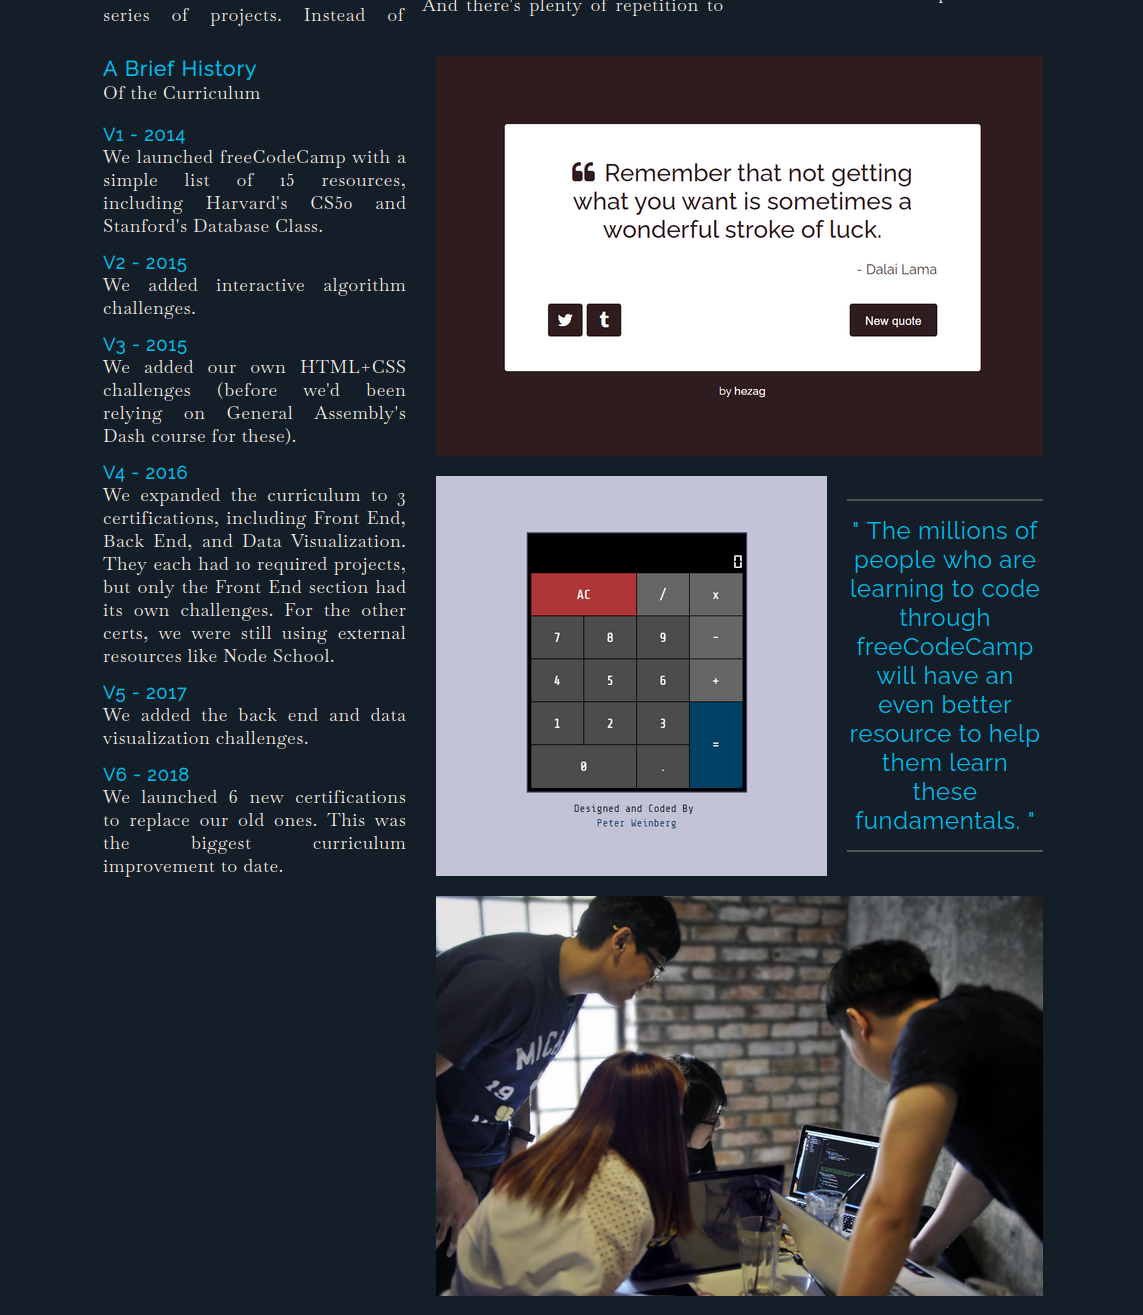 series of projects. Instead of
And there's plenty of repetition to
A Brief History
Of the Curriculum
V1 - 2014
We launched freeCodeCamp with a
simple list of 15 resources,
including Harvard's CS50 and
Stanford's Database Class.
V2 - 2015
We added interactive algorithm
challenges.
V3 - 2015
We added our own HTML+CSS
challenges (before we'd been
relying on General Assembly's
Dash course for these).
V4 - 2016
We expanded the curriculum to 3
certifications, including Front End,
Back End, and Data Visualization.
They each had 10 required projects,
but only the Front End section had
its own challenges. For the other
certs, we were still using external
resources like Node School.
V5 - 2017
We added the back end and data
visualization challenges.
V6 - 2018
We launched 6 new certifications
to replace our old ones. This was
the biggest curriculum
improvement to date.
“ Remember that not getting
what you want is sometimes a
wonderful stroke of luck.
- Dalai Lama
New quote
by hezag
0
AC / x
7 8 9 -
4 5 6 +
1 2 3 =
0 .
Designed and Coded By
Peter Weinberg
" The millions of
people who are
learning to code
through
freeCodeCamp
will have an
even better
resource to help
them learn
these
fundamentals. "
19